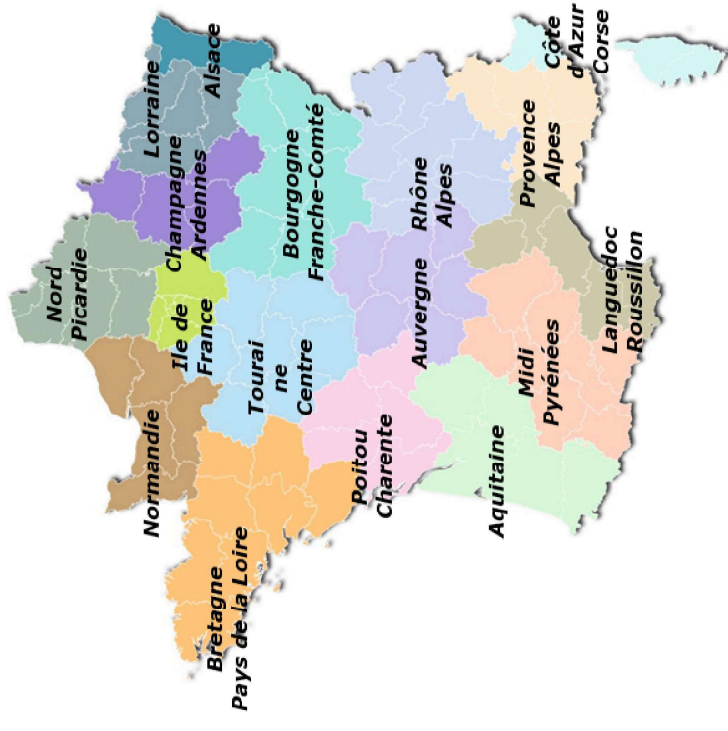 Nord
Picardie
Normandie
Ile de
France
Champagne
Ardennes
Lorraine
Alsace
Bretagne
Pays de la Loire
Tourai
ne
Centre
Bourgogne
Franche-Comté
Poitou
Charente
Auvergne
Rhône
Alpes
Aquitaine
Midi
Pyrénées
Languedoc
Roussillon
Provence
Alpes
Côte
d'Azur
Corse